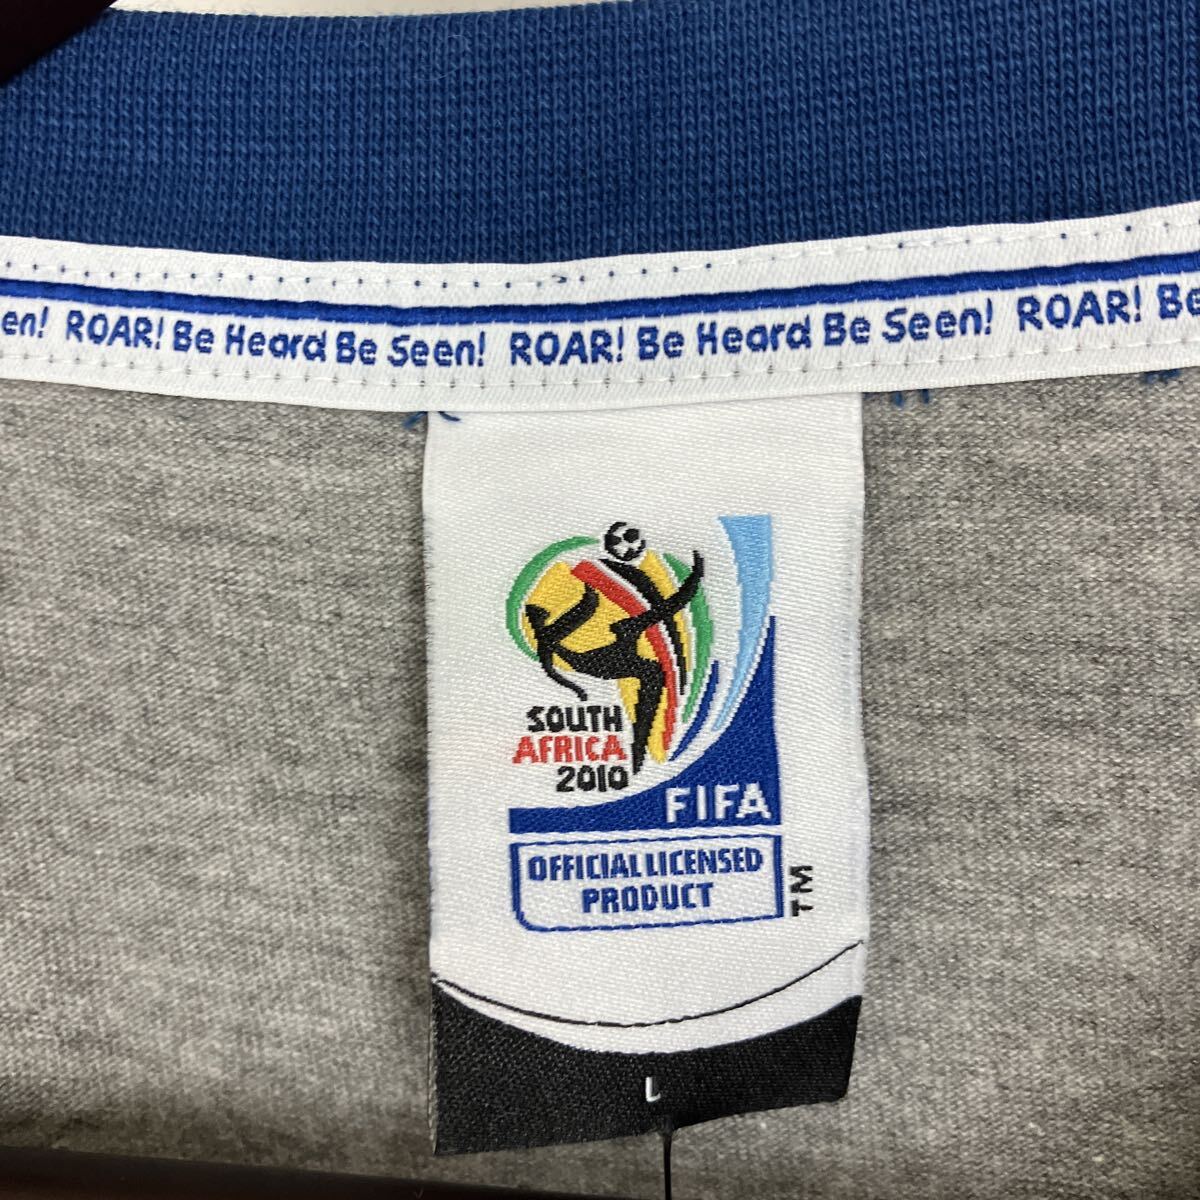 en! ROAR! Be Heard Be Seen! ROAR! Be Heard Be Seen! ROAR! Be
SOUTH
AFRICA
2010
FIFA
OFFICIAL LICENSED
PRODUCT
TM
L